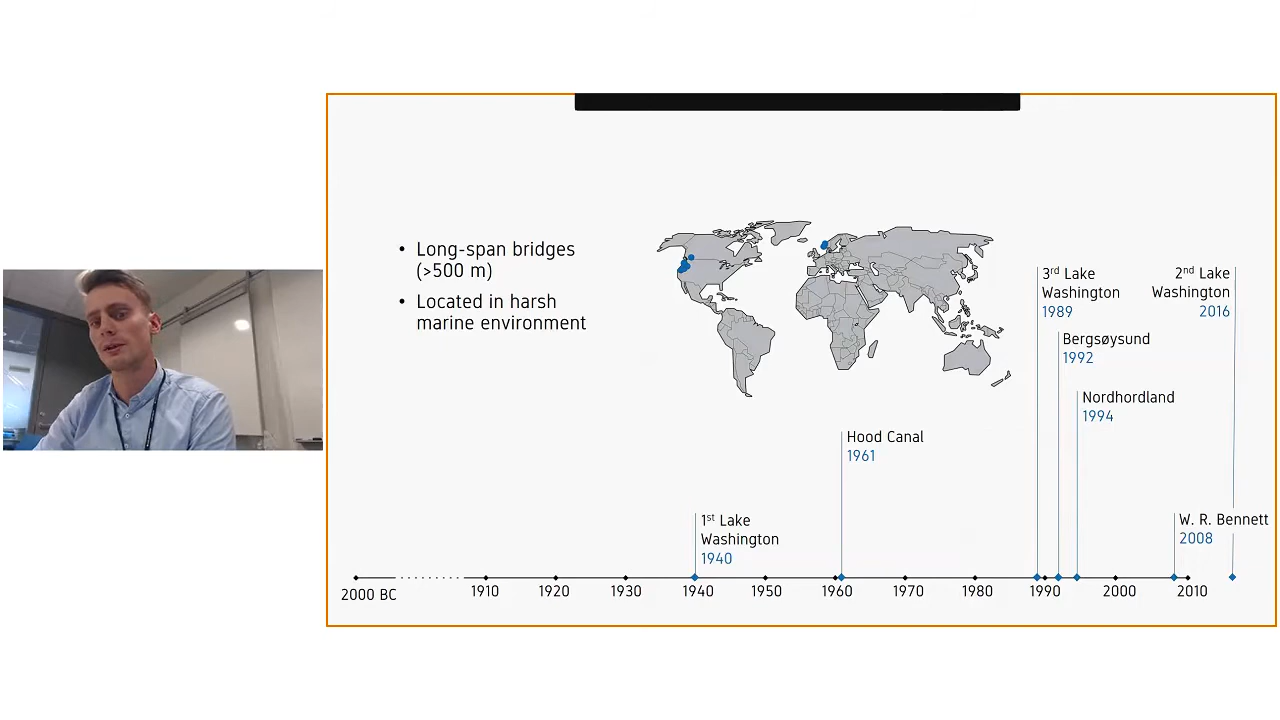 • Long-span bridges
(>500 m)
• Located in harsh
marine environment
3rd Lake
Washington
1989
2nd Lake
Washington
2016
Bergsøysund
1992
Nordhordland
1994
Hood Canal
1961
1st Lake
Washington
1940
W. R. Bennett
2008
2000 BC 1910 1920 1930 1940 1950 1960 1970 1980 1990 2000 2010